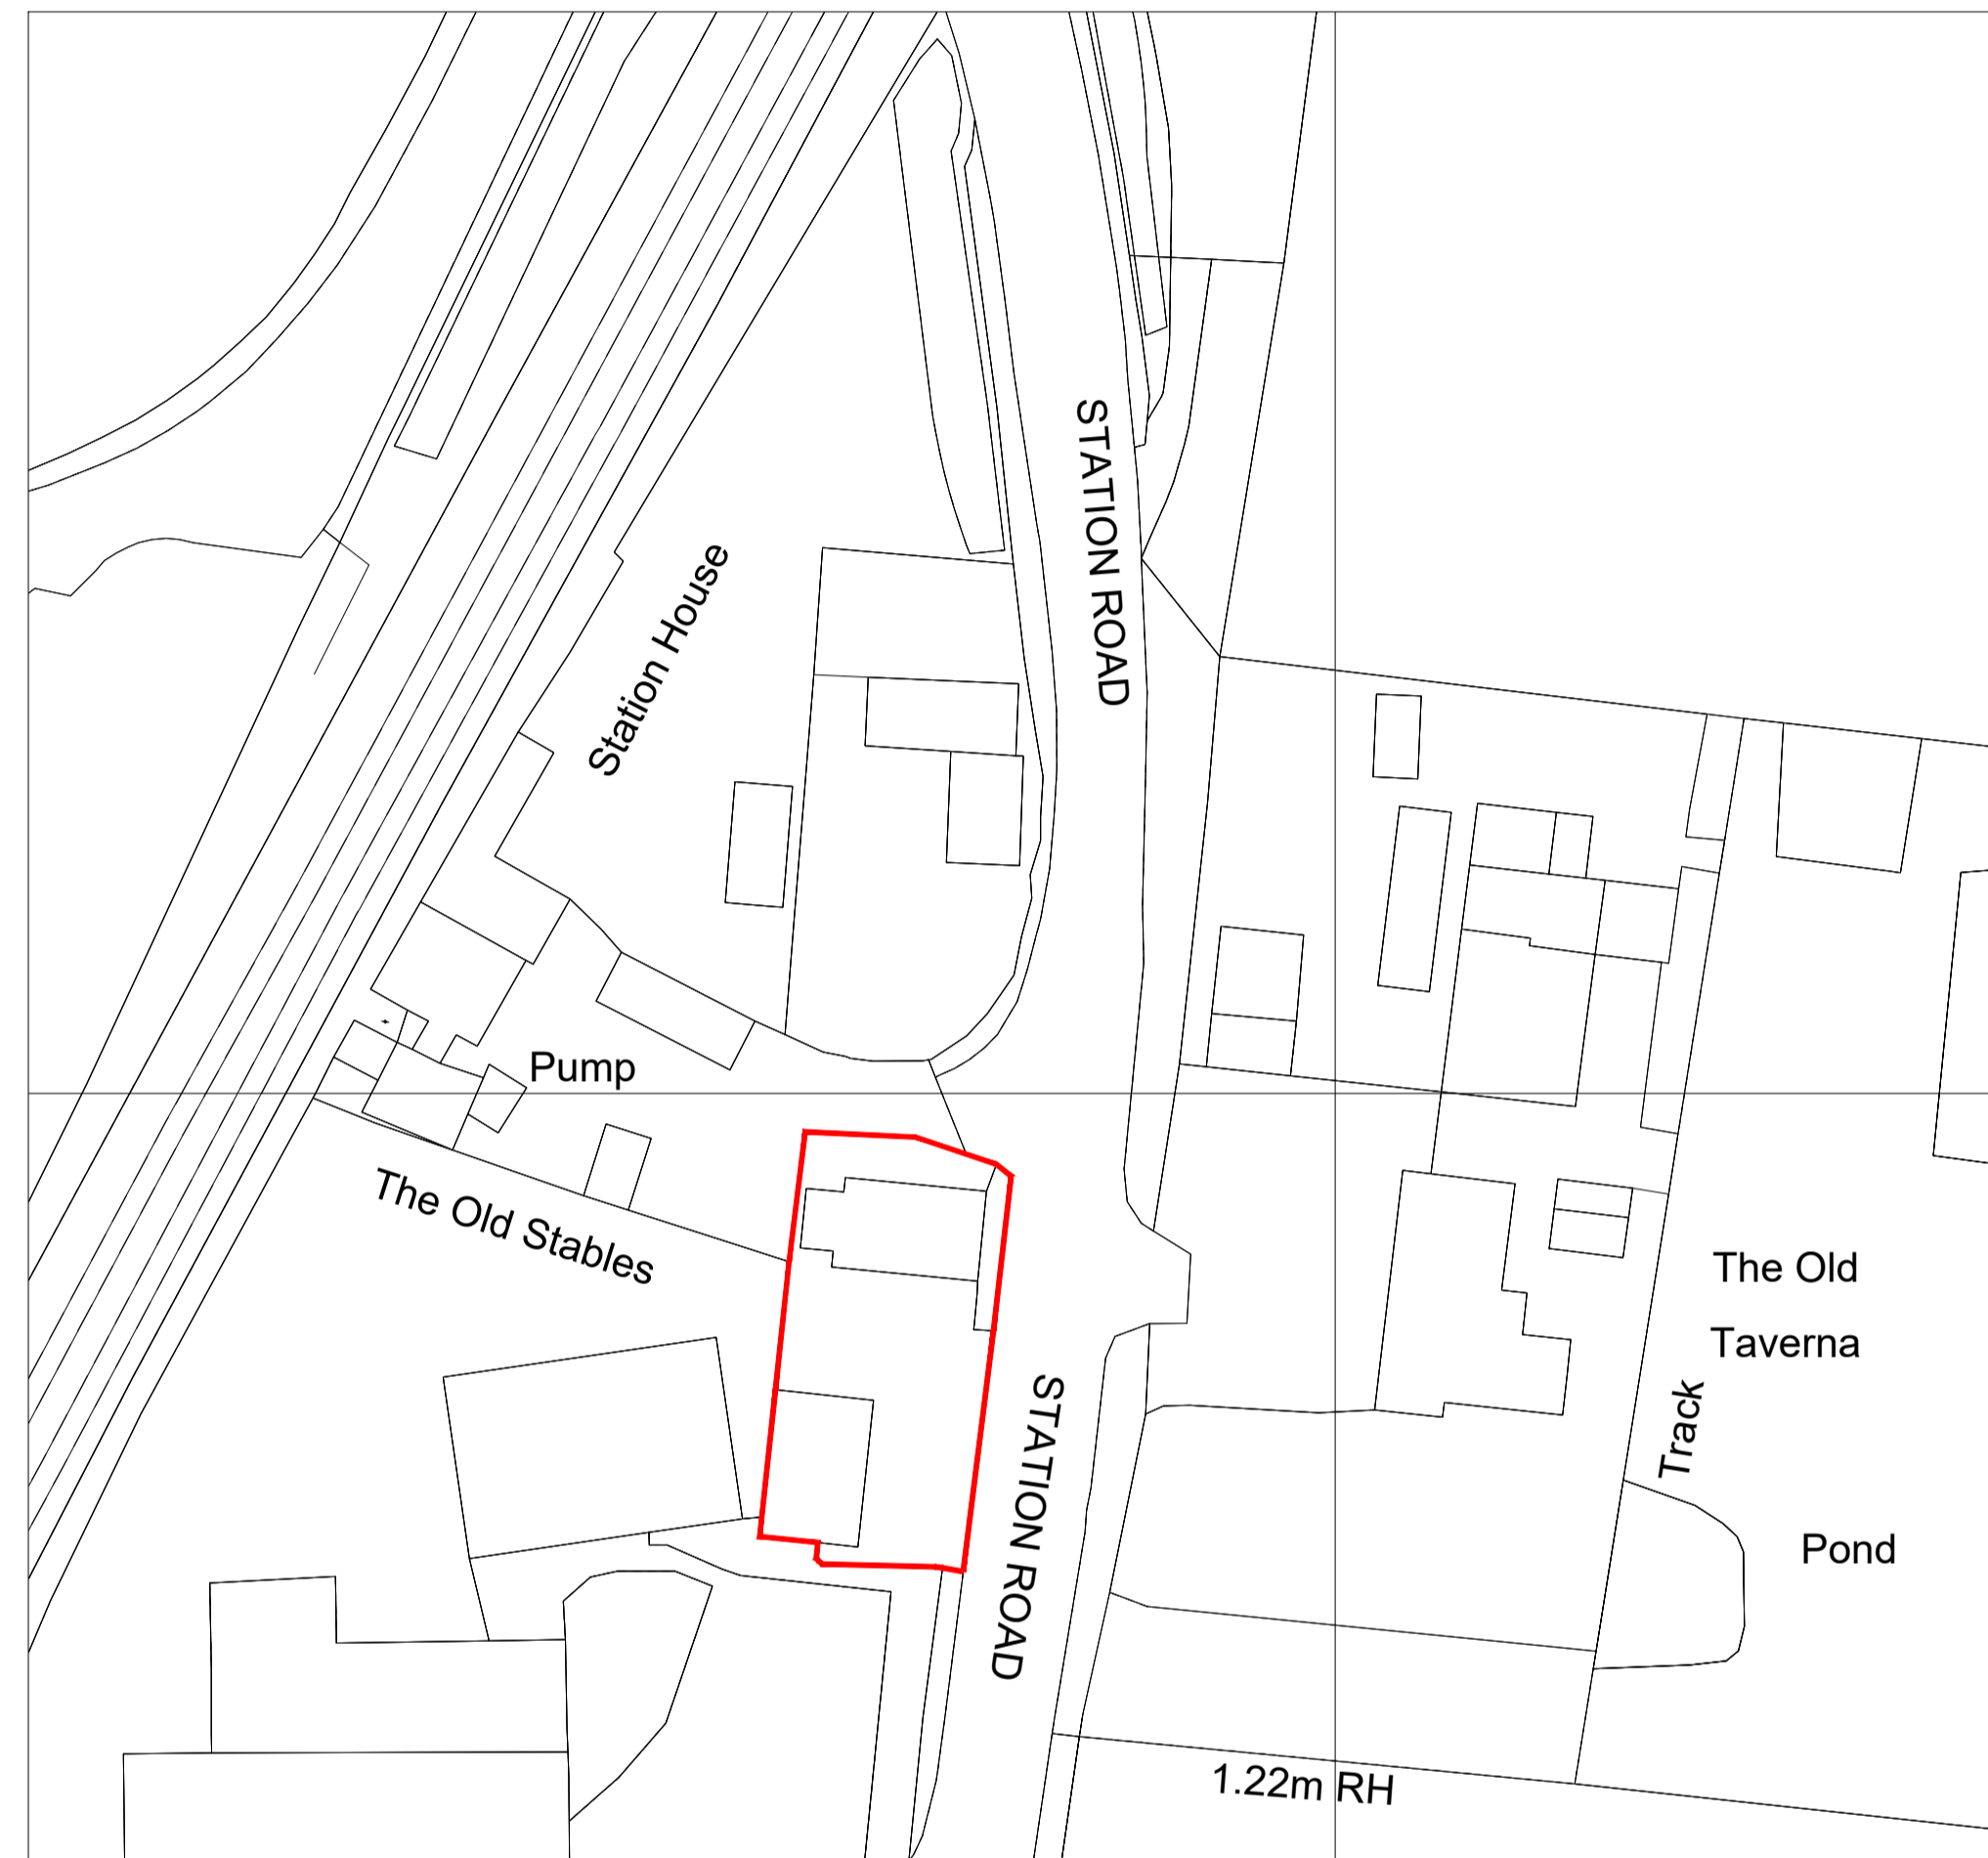 STATION ROAD
Station House
Pump
The Old Stables
The Old
Taverna
STATION ROAD
Track
Pond
1.22m RH